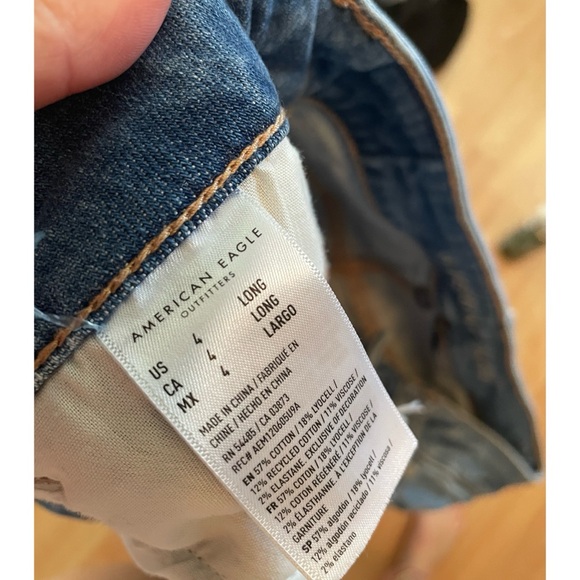 AMERICAN EAGLE
OUTFITTERS
US 4 LONG
CA 4 LONG
MX 4 LARGO
MADE IN CHINA / FABRIQUÉ EN
CHINE / HECHO EN CHINA
RN 54485 / CA 03873
RFC# AEM120605U94
EN 57% COTTON / 18% LYOCELL /
12% RECYCLED COTTON / 11% VISCOSE /
2% ELASTANE. EXCLUSIVE OF DECORATION
FR 57% COTON / 18% LYOCELL /
12% COTON RÉGÉNÉRÉ / 11% VISCOSE /
2% ÉLASTHANNE. A L'EXCEPTION DE LA
GARNITURE
SP 57% algodón / 18% lyocell /
12% algodón reciclado / 11% viscosa /
2% elastano